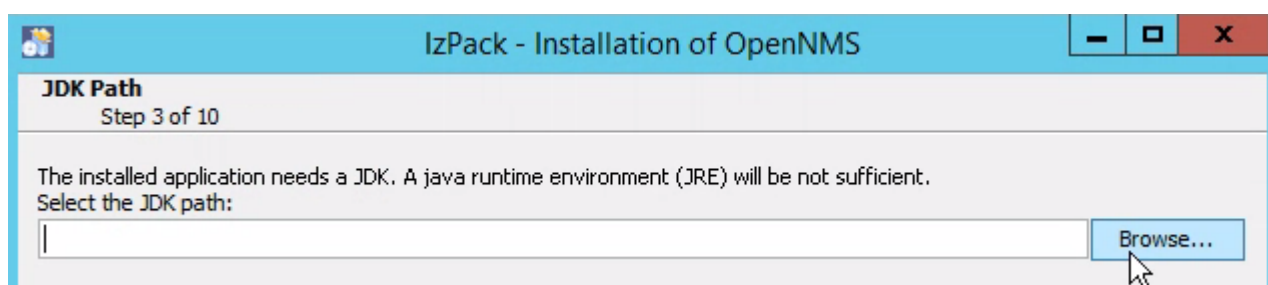 IzPack - Installation of OpenNMS
JDK Path
Step 3 of 10
The installed application needs a JDK. A java runtime environment (JRE) will be not sufficient.
Select the JDK path:
Browse...